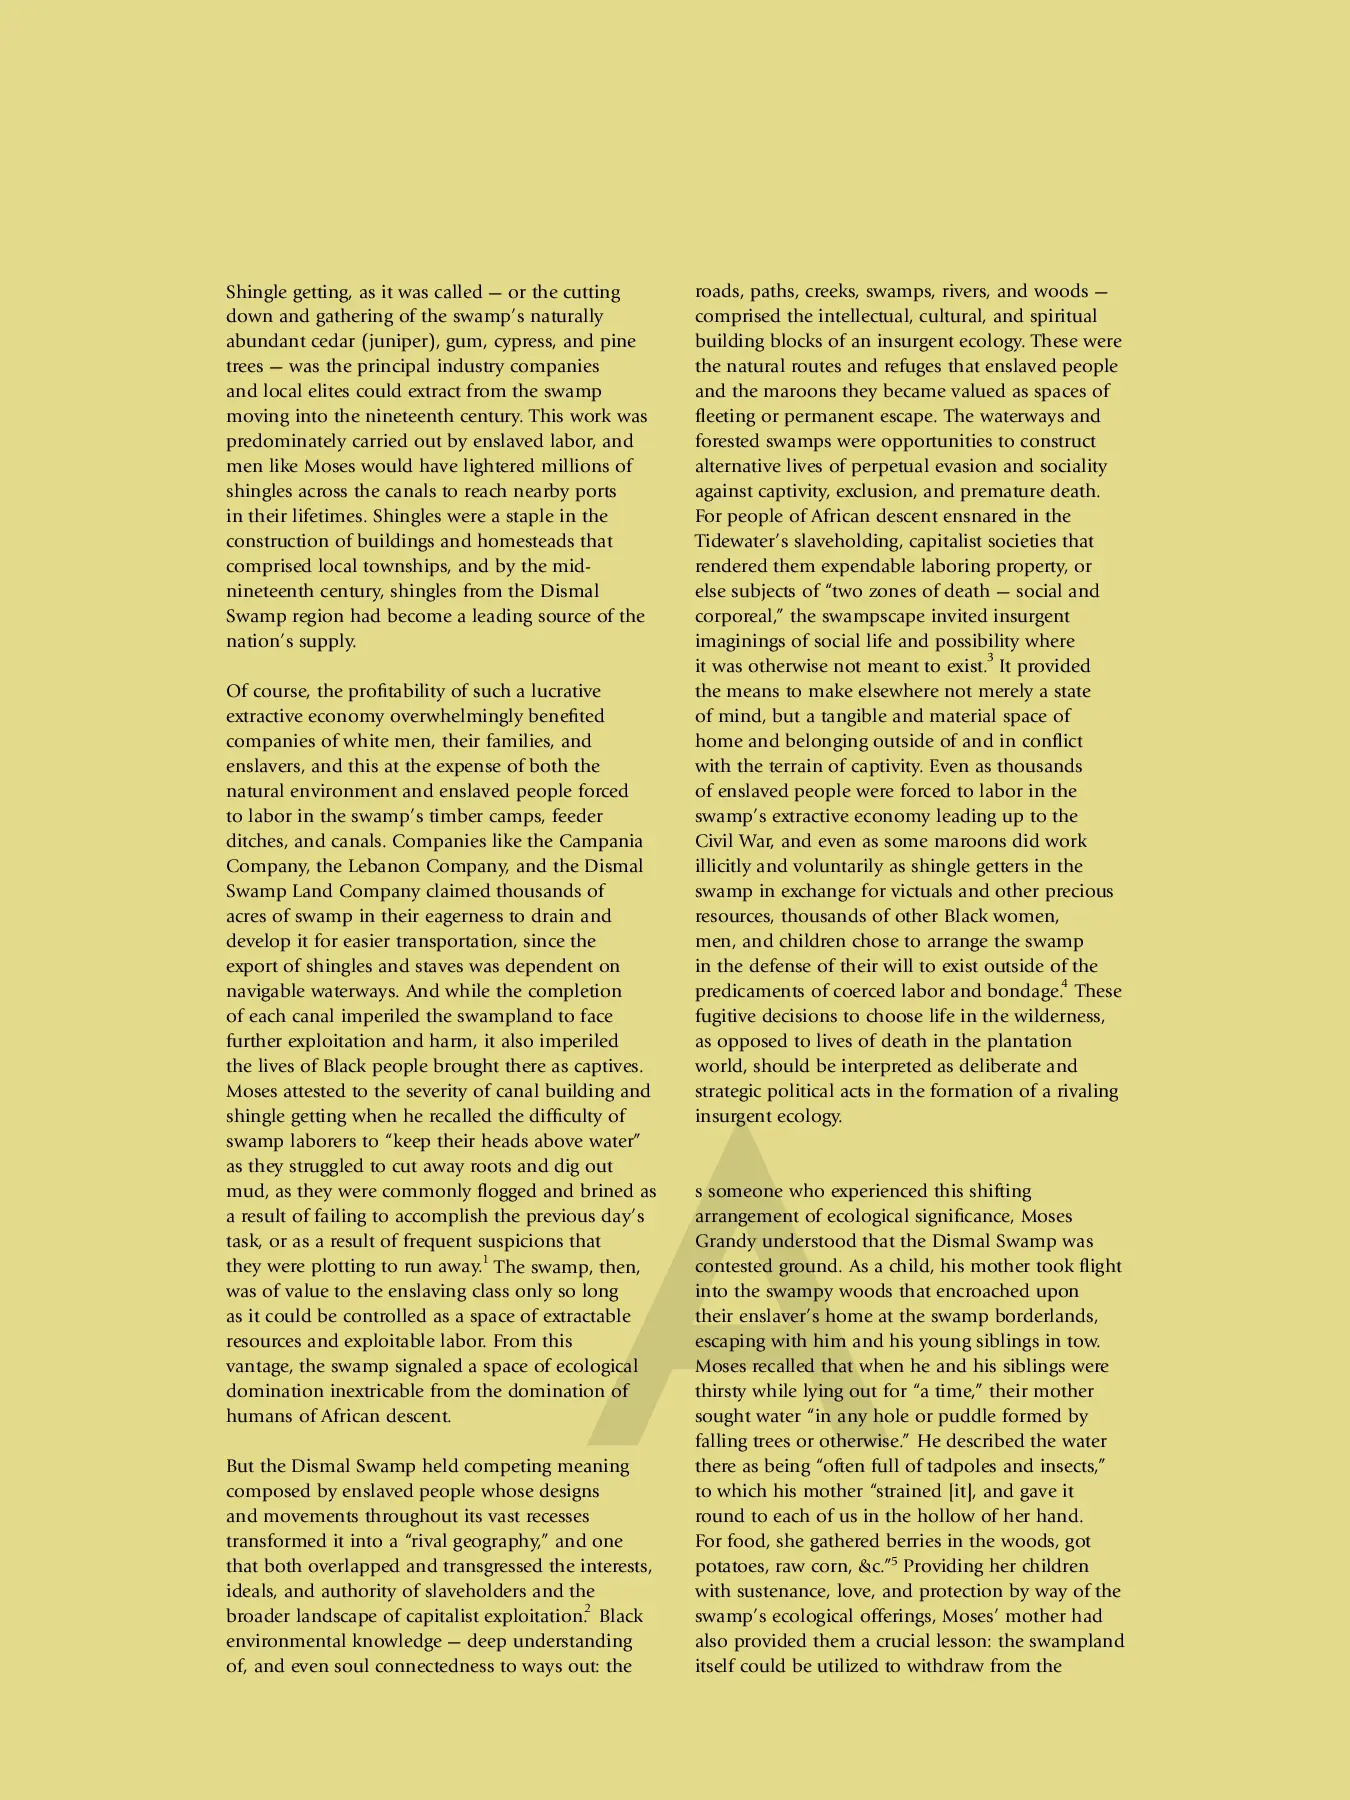 Shingle getting, as it was called — or the cutting
down and gathering of the swamp’s naturally
abundant cedar (juniper), gum, cypress, and pine
trees — was the principal industry companies
and local elites could extract from the swamp
moving into the nineteenth century. This work was
predominately carried out by enslaved labor, and
men like Moses would have lightered millions of
shingles across the canals to reach nearby ports
in their lifetimes. Shingles were a staple in the
construction of buildings and homesteads that
comprised local townships, and by the mid-
nineteenth century, shingles from the Dismal
Swamp region had become a leading source of the
nation’s supply.

Of course, the profitability of such a lucrative
extractive economy overwhelmingly benefited
companies of white men, their families, and
enslavers, and this at the expense of both the
natural environment and enslaved people forced
to labor in the swamp’s timber camps, feeder
ditches, and canals. Companies like the Campania
Company, the Lebanon Company, and the Dismal
Swamp Land Company claimed thousands of
acres of swamp in their eagerness to drain and
develop it for easier transportation, since the
export of shingles and staves was dependent on
navigable waterways. And while the completion
of each canal imperiled the swampland to face
further exploitation and harm, it also imperiled
the lives of Black people brought there as captives.
Moses attested to the severity of canal building and
shingle getting when he recalled the difficulty of
swamp laborers to “keep their heads above water”
as they struggled to cut away roots and dig out
mud, as they were commonly flogged and brined as
a result of failing to accomplish the previous day’s
task, or as a result of frequent suspicions that
they were plotting to run away.1 The swamp, then,
was of value to the enslaving class only so long
as it could be controlled as a space of extractable
resources and exploitable labor. From this
vantage, the swamp signaled a space of ecological
domination inextricable from the domination of
humans of African descent.

But the Dismal Swamp held competing meaning
composed by enslaved people whose designs
and movements throughout its vast recesses
transformed it into a “rival geography,” and one
that both overlapped and transgressed the interests,
ideals, and authority of slaveholders and the
broader landscape of capitalist exploitation.2 Black
environmental knowledge — deep understanding
of, and even soul connectedness to ways out: the
roads, paths, creeks, swamps, rivers, and woods —
comprised the intellectual, cultural, and spiritual
building blocks of an insurgent ecology. These were
the natural routes and refuges that enslaved people
and the maroons they became valued as spaces of
fleeting or permanent escape. The waterways and
forested swamps were opportunities to construct
alternative lives of perpetual evasion and sociality
against captivity, exclusion, and premature death.
For people of African descent ensnared in the
Tidewater’s slaveholding, capitalist societies that
rendered them expendable laboring property, or
else subjects of “two zones of death — social and
corporeal,” the swampscape invited insurgent
imaginings of social life and possibility where
it was otherwise not meant to exist.3 It provided
the means to make elsewhere not merely a state
of mind, but a tangible and material space of
home and belonging outside of and in conflict
with the terrain of captivity. Even as thousands
of enslaved people were forced to labor in the
swamp’s extractive economy leading up to the
Civil War, and even as some maroons did work
illicitly and voluntarily as shingle getters in the
swamp in exchange for victuals and other precious
resources, thousands of other Black women,
men, and children chose to arrange the swamp
in the defense of their will to exist outside of the
predicaments of coerced labor and bondage.4 These
fugitive decisions to choose life in the wilderness,
as opposed to lives of death in the plantation
world, should be interpreted as deliberate and
strategic political acts in the formation of a rivaling
insurgent ecology.

A
s someone who experienced this shifting
arrangement of ecological significance, Moses
Grandy understood that the Dismal Swamp was
contested ground. As a child, his mother took flight
into the swampy woods that encroached upon
their enslaver’s home at the swamp borderlands,
escaping with him and his young siblings in tow.
Moses recalled that when he and his siblings were
thirsty while lying out for “a time,” their mother
sought water “in any hole or puddle formed by
falling trees or otherwise.” He described the water
there as being “often full of tadpoles and insects,”
to which his mother “strained [it], and gave it
round to each of us in the hollow of her hand.
For food, she gathered berries in the woods, got
potatoes, raw corn, &c.”5 Providing her children
with sustenance, love, and protection by way of the
swamp’s ecological offerings, Moses’ mother had
also provided them a crucial lesson: the swampland
itself could be utilized to withdraw from the